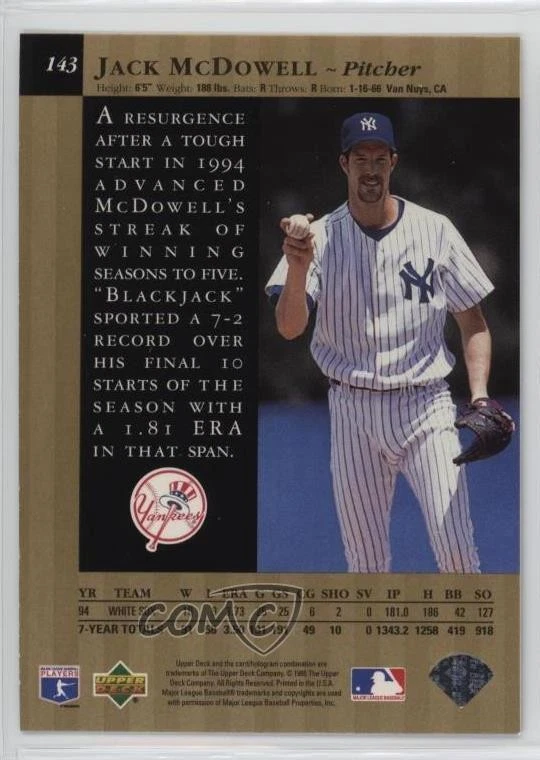 143 JACK MCDOWELL ~ Pitcher
Height: 6'5" Weight: 188 lbs. Bats: R Throws: R Born: 1-16-66 Van Nuys, CA
A RESURGENCE
AFTER A TOUGH
START IN 1994
ADVANCED
MCDOWELL'S
STREAK OF
WINNING
SEASONS TO FIVE.
"BLACKJACK"
SPORTED A 7-2
RECORD OVER
HIS FINAL 10
STARTS OF THE
SEASON WITH
A 1.81 ERA
IN THAT SPAN.
NY
NY
Yankees
YR TEAM W L ERA G GS CG SHO SV IP H BB SO
94 WHITE SOX 25 6 2 0 181.0 186 42 127
7-YEAR TOTALS 49 10 0 1343.2 1258 419 918
COMC
Upper Deck and the card/hologram combination are
trademarks of The Upper Deck Company. © 1995 The Upper
Deck Company. All Rights Reserved. Printed in the U.S.A.
Major League Baseball® trademarks and copyrights are used
with permission of Major League Baseball Properties, Inc.
MAJOR LEAGUE BASEBALL
PLAYERS
UPPER
DECK
MAJOR LEAGUE BASEBALL